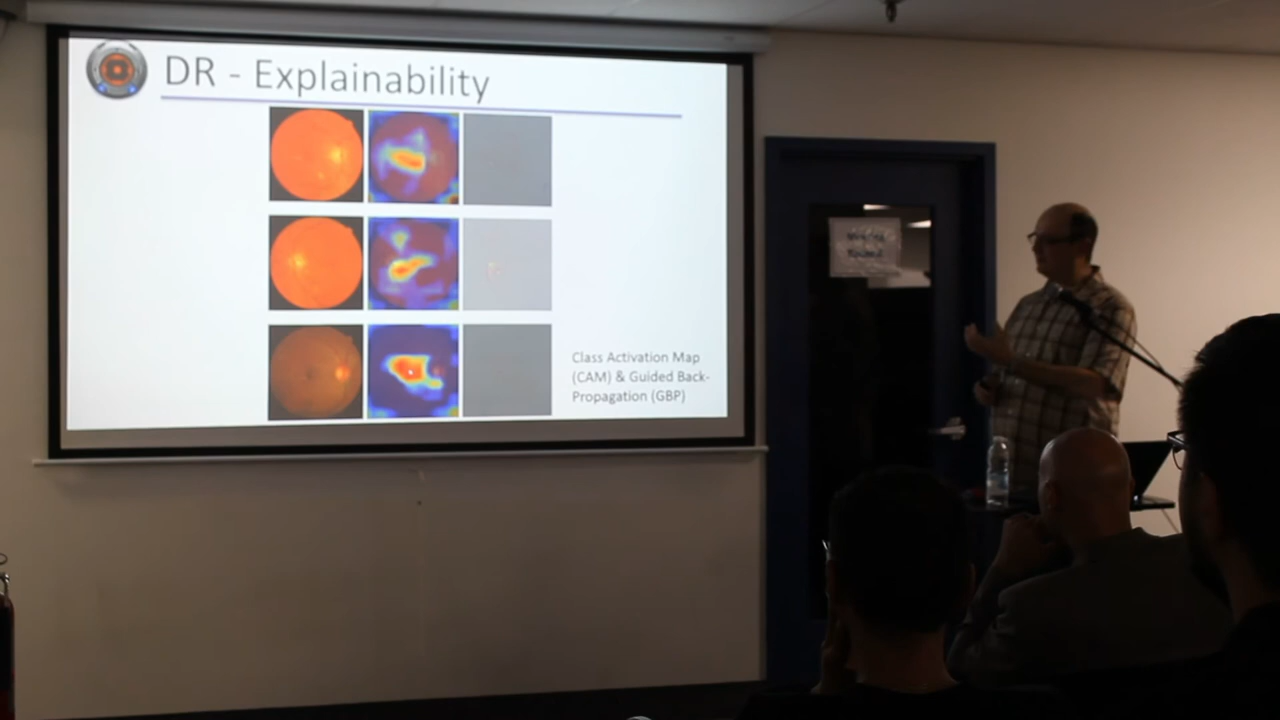 DR - Explainability
Class Activation Map
(CAM) & Guided Back-
Propagation (GBP)